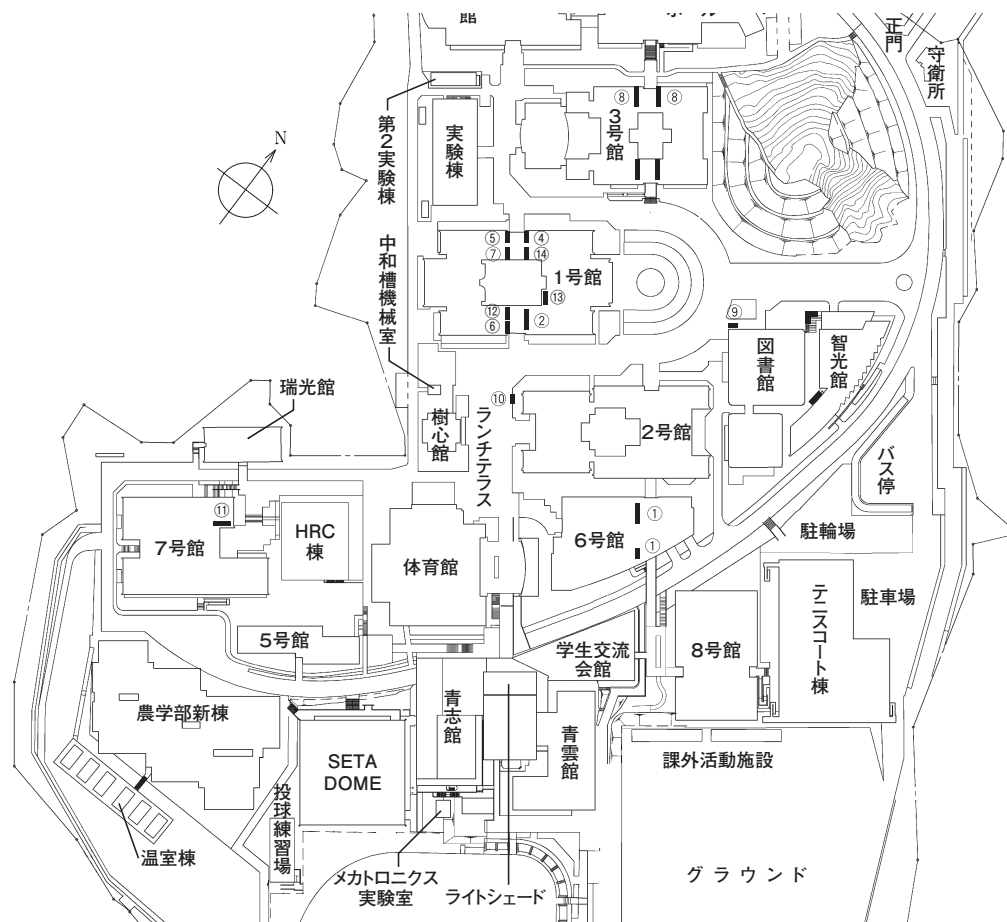 館
ホール
正門
守衛所
⑧
⑧
3号館
第2実験棟
実験棟
N
⑤
④
⑦
⑭
1号館
⑬
⑫
②
⑥
中和槽機械室
⑨
図書館
智光館
瑞光館
⑩
樹心館
ランチテラス
2号館
バス停
⑪
7号館
HRC
棟
体育館
①
6号館
①
駐輪場
駐車場
テニスコート棟
5号館
学生交流
会館
8号館
農学部新棟
青志館
SETA
DOME
青雲館
課外活動施設
投球練習場
温室棟
メカトロニクス
実験室
ライトシェード
グラウンド